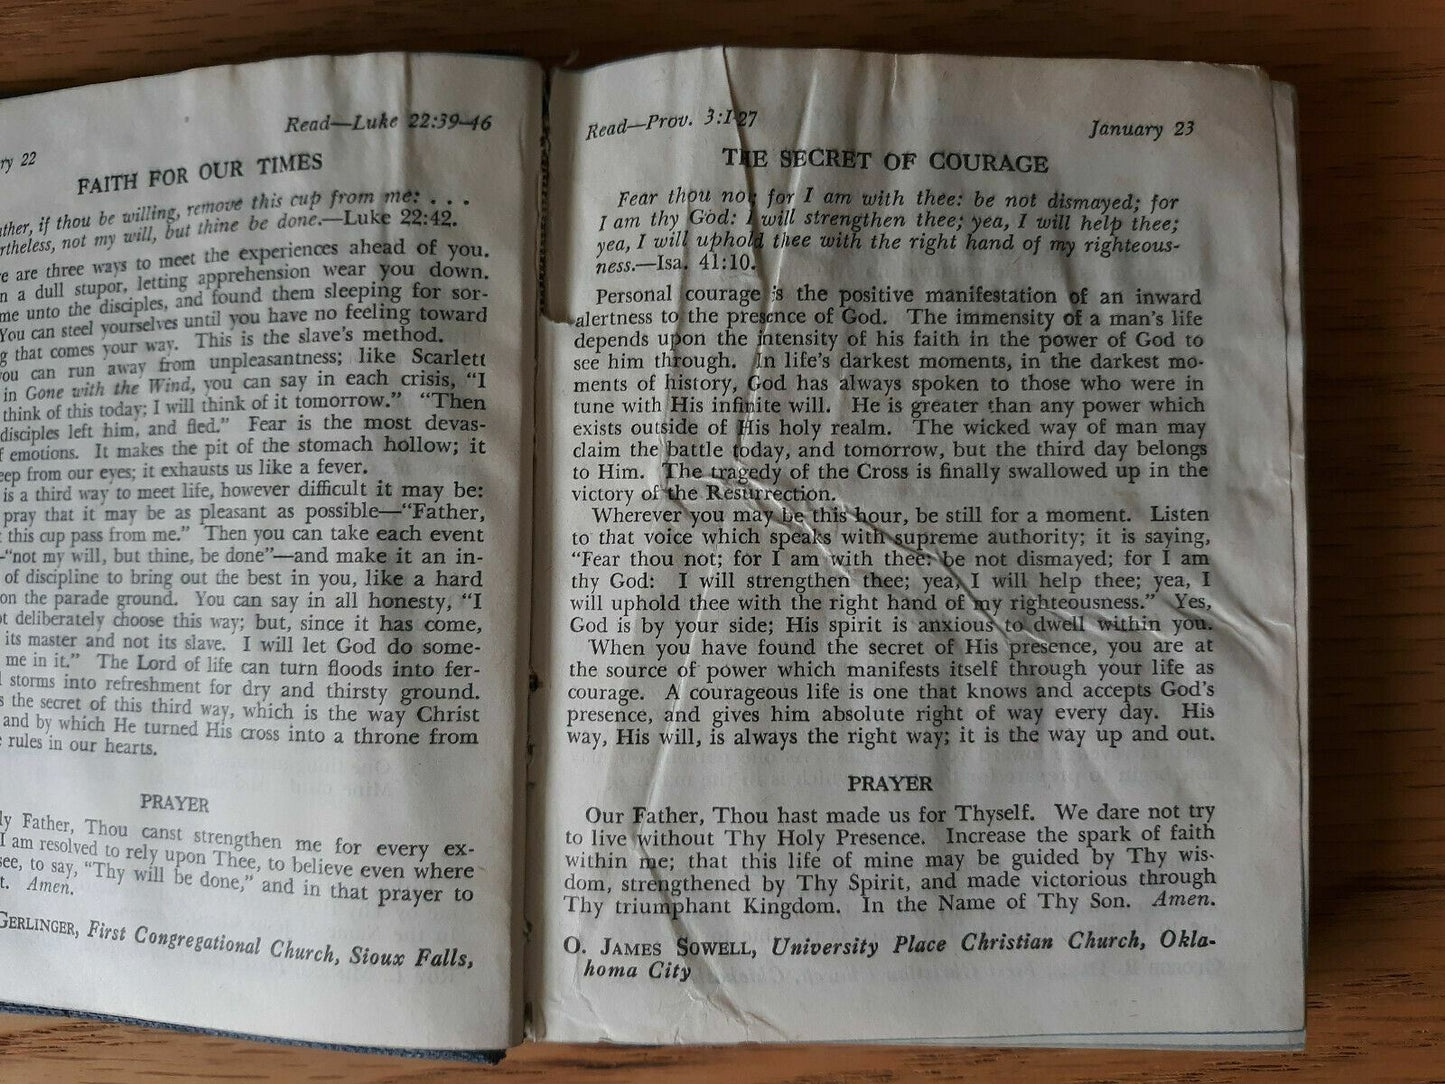 ry 22
Read—Luke 22:39-46
FAITH FOR OUR TIMES
ather, if thou be willing, remove this cup from me: . . .
rtheless, not my will, but thine be done.—Luke 22:42.
e are three ways to meet the experiences ahead of you.
n a dull stupor, letting apprehension wear you down.
me unto the disciples, and found them sleeping for sor-
You can steel yourselves until you have no feeling toward
g that comes your way. This is the slave's method.
ou can run away from unpleasantness; like Scarlett
in Gone with the Wind, you can say in each crisis, "I
think of this today; I will think of it tomorrow." "Then
disciples left him, and fled." Fear is the most devas-
f emotions. It makes the pit of the stomach hollow; it
eep from our eyes; it exhausts us like a fever.
is a third way to meet life, however difficult it may be:
pray that it may be as pleasant as possible—"Father,
this cup pass from me." Then you can take each event
—"not my will, but thine, be done"—and make it an in-
of discipline to bring out the best in you, like a hard
on the parade ground. You can say in all honesty, "I
ot deliberately choose this way; but, since it has come,
its master and not its slave. I will let God do some-
me in it." The Lord of life can turn floods into fer-
storms into refreshment for dry and thirsty ground.
s the secret of this third way, which is the way Christ
and by which He turned His cross into a throne from
e rules in our hearts.
PRAYER
ly Father, Thou canst strengthen me for every ex-
I am resolved to rely upon Thee, to believe even where
see, to say, "Thy will be done," and in that prayer to
t. Amen.
GERLINGER, First Congregational Church, Sioux Falls,
Read—Prov. 3:1-27
January 23
THE SECRET OF COURAGE
Fear thou not; for I am with thee: be not dismayed; for
I am thy God: I will strengthen thee; yea, I will help thee;
yea, I will uphold thee with the right hand of my righteous-
ness.—Isa. 41:10.
Personal courage is the positive manifestation of an inward
alertness to the presence of God. The immensity of a man's life
depends upon the intensity of his faith in the power of God to
see him through. In life's darkest moments, in the darkest mo-
ments of history, God has always spoken to those who were in
tune with His infinite will. He is greater than any power which
exists outside of His holy realm. The wicked way of man may
claim the battle today, and tomorrow, but the third day belongs
to Him. The tragedy of the Cross is finally swallowed up in the
victory of the Resurrection.
Wherever you may be this hour, be still for a moment. Listen
to that voice which speaks with supreme authority; it is saying,
"Fear thou not; for I am with thee: be not dismayed; for I am
thy God: I will strengthen thee; yea, I will help thee; yea, I
will uphold thee with the right hand of my righteousness." Yes,
God is by your side; His spirit is anxious to dwell within you.
When you have found the secret of His presence, you are at
the source of power which manifests itself through your life as
courage. A courageous life is one that knows and accepts God's
presence, and gives him absolute right of way every day. His
way, His will, is always the right way; it is the way up and out.
PRAYER
Our Father, Thou hast made us for Thyself. We dare not try
to live without Thy Holy Presence. Increase the spark of faith
within me; that this life of mine may be guided by Thy wis-
dom, strengthened by Thy Spirit, and made victorious through
Thy triumphant Kingdom. In the Name of Thy Son. Amen.
O. JAMES SOWELL, University Place Christian Church, Okla-
homa City